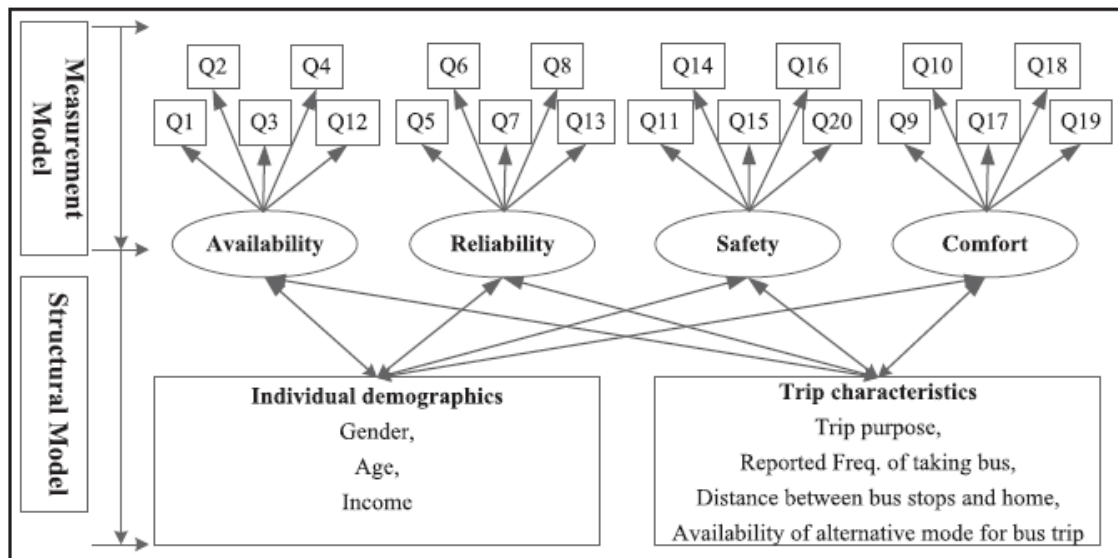 Measurement
Model
Q2
Q4
Q6
Q8
Q14
Q16
Q10
Q18
Q1
Q3
Q12
Q5
Q7
Q13
Q11
Q15
Q20
Q9
Q17
Q19
Availability
Reliability
Safety
Comfort
Structural Model
Individual demographics
Gender,
Age,
Income
Trip characteristics
Trip purpose,
Reported Freq. of taking bus,
Distance between bus stops and home,
Availability of alternative mode for bus trip